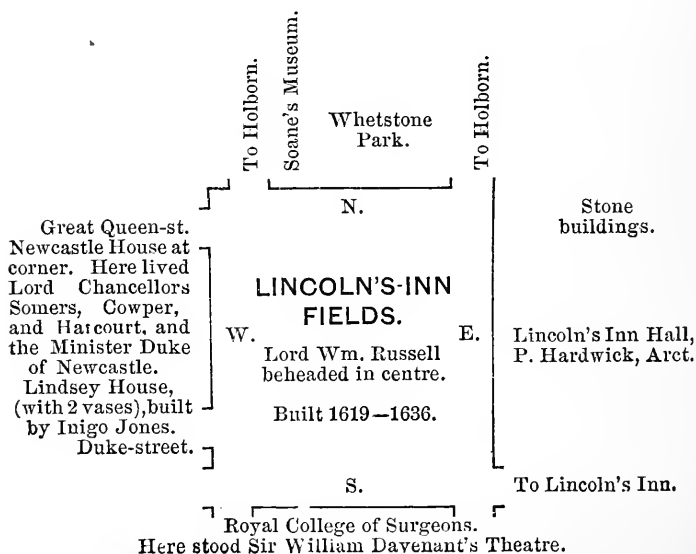 To Holborn.
Soane's Museum.
Whetstone
Park.
To Holborn.
N.
Stone
buildings.
Great Queen-st.
Newcastle House at
corner. Here lived
Lord Chancellors
Somers, Cowper,
and Harcourt, and
the Minister Duke
of Newcastle.
Lindsey House,
(with 2 vases), built
by Inigo Jones.
Duke-street.
W.
LINCOLN'S-INN
FIELDS.
Lord Wm. Russell
beheaded in centre.
Built 1619—1636.
E.
Lincoln's Inn Hall,
P. Hardwick, Arct.
S.
To Lincoln's Inn.
Royal College of Surgeons.
Here stood Sir William Davenant's Theatre.